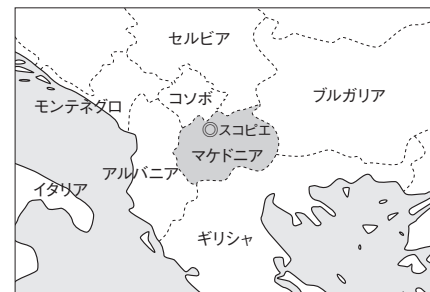 セルビア
コソボ
ブルガリア
モンテネグロ
◎スコピエ
マケドニア
アルバニア
イタリア
ギリシャ